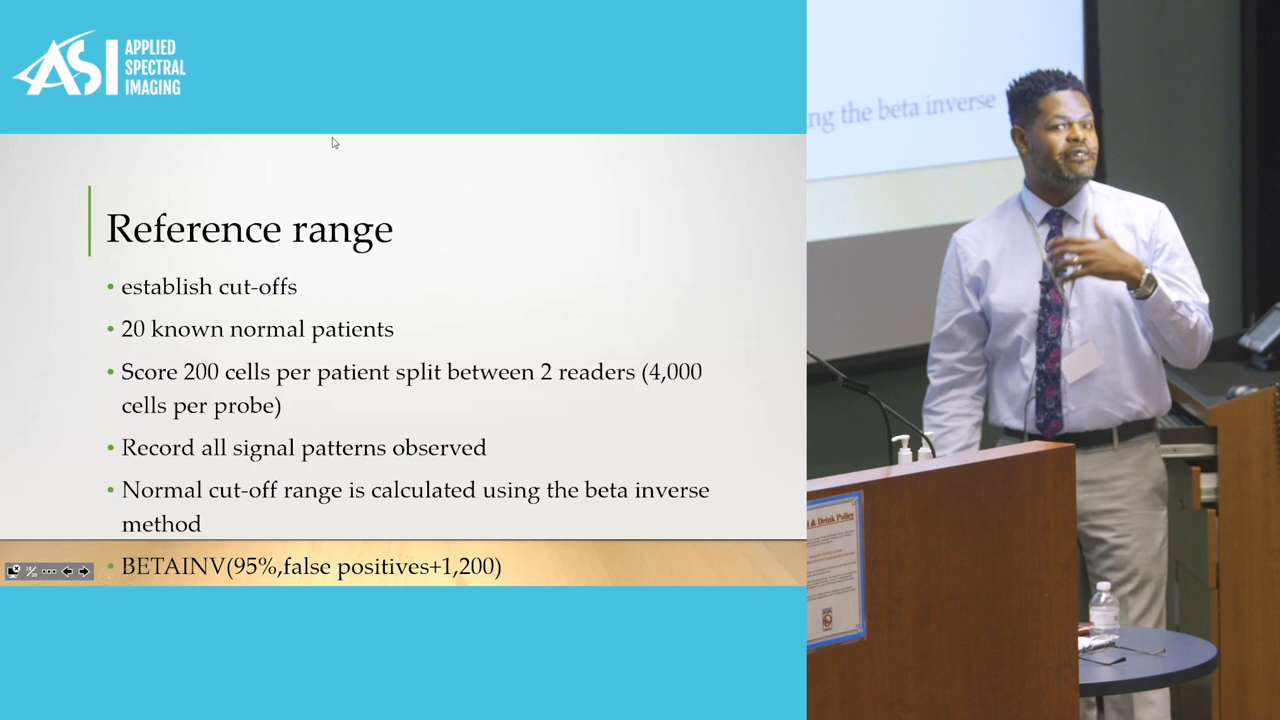 ASI
APPLIED
SPECTRAL
IMAGING
Reference range
• establish cut-offs
• 20 known normal patients
• Score 200 cells per patient split between 2 readers (4,000
cells per probe)
• Record all signal patterns observed
• Normal cut-off range is calculated using the beta inverse
method
• BETAINV(95%,false positives+1,200)
ng the beta inverse
& Drink Policy